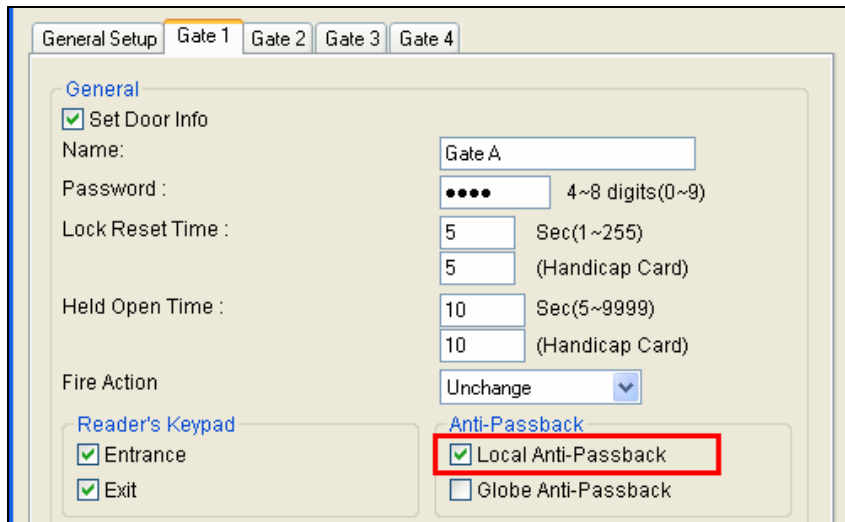 General Setup Gate 1 Gate 2 Gate 3 Gate 4
General
Set Door Info
Name: Gate A
Password : •••• 4~8 digits(0~9)
Lock Reset Time : 5 Sec(1~255)
5 (Handicap Card)
Held Open Time : 10 Sec(5~9999)
10 (Handicap Card)
Fire Action Unchange
Reader's Keypad Anti-Passback
Entrance Local Anti-Passback
Exit Globe Anti-Passback